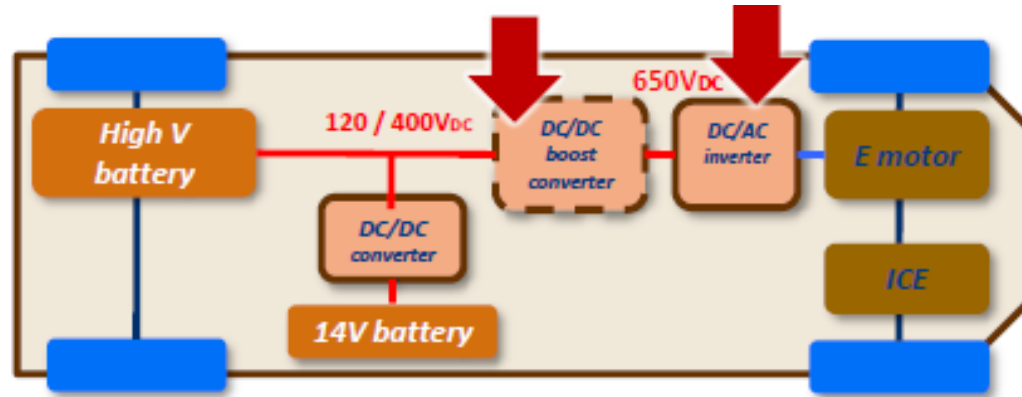 650VDC
High V
battery
120 / 400VDC
DC/DC
boost
converter
DC/AC
inverter
E motor
DC/DC
converter
ICE
14V battery